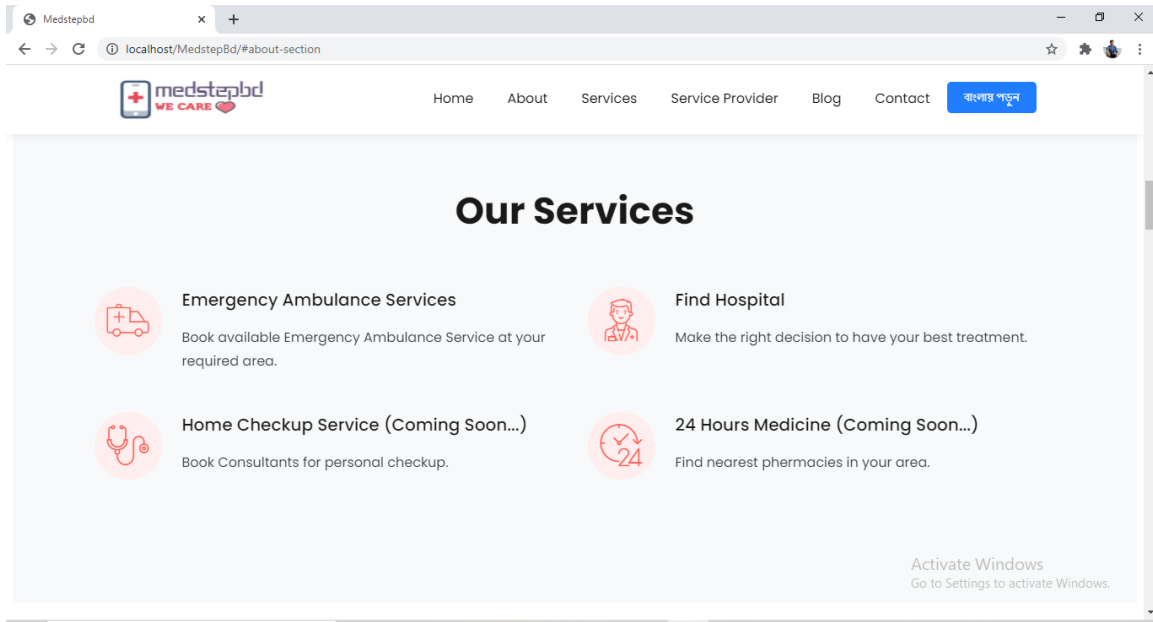 Medstepbd
localhost/MedstepBd/#about-section
medstepbd
WE CARE
Home About Services Service Provider Blog Contact বাংলায় পড়ুন
Our Services
Emergency Ambulance Services
Book available Emergency Ambulance Service at your
required area.
Find Hospital
Make the right decision to have your best treatment.
Home Checkup Service (Coming Soon...)
Book Consultants for personal checkup.
24
24 Hours Medicine (Coming Soon...)
Find nearest phermacies in your area.
Activate Windows
Go to Settings to activate Windows.